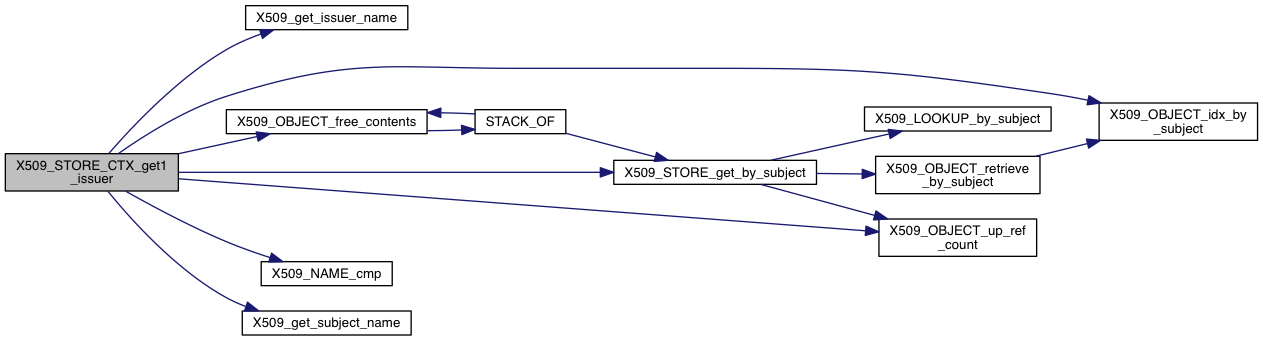 X509_get_issuer_name
X509_OBJECT_free_contents
STACK_OF
X509_LOOKUP_by_subject
X509_OBJECT_idx_by
_subject
X509_STORE_CTX_get1
_issuer
X509_STORE_get_by_subject
X509_OBJECT_retrieve
_by_subject
X509_OBJECT_up_ref
_count
X509_NAME_cmp
X509_get_subject_name